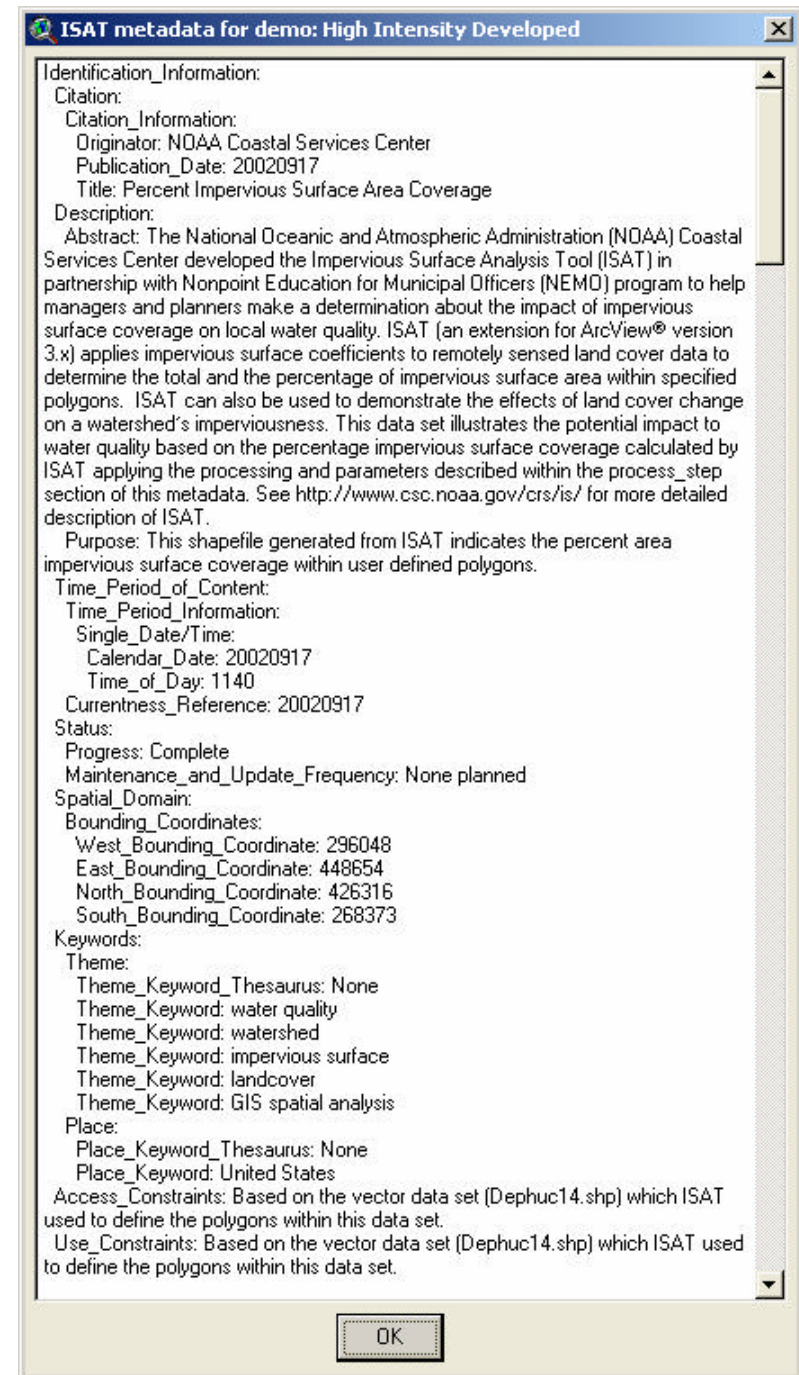 ISAT metadata for demo: High Intensity Developed
Identification_Information:
Citation:
Citation_Information:
Originator: NOAA Coastal Services Center
Publication_Date: 20020917
Title: Percent Impervious Surface Area Coverage
Description:
Abstract: The National Oceanic and Atmospheric Administration (NOAA) Coastal
Services Center developed the Impervious Surface Analysis Tool (ISAT) in
partnership with Nonpoint Education for Municipal Officers (NEMO) program to help
managers and planners make a determination about the impact of impervious
surface coverage on local water quality. ISAT (an extension for ArcView® version
3.x) applies impervious surface coefficients to remotely sensed land cover data to
determine the total and the percentage of impervious surface area within specified
polygons.  ISAT can also be used to demonstrate the effects of land cover change
on a watershed´s imperviousness. This data set illustrates the potential impact to
water quality based on the percentage impervious surface coverage calculated by
ISAT applying the processing and parameters described within the process_step
section of this metadata. See http://www.csc.noaa.gov/crs/is/ for more detailed
description of ISAT.
Purpose: This shapefile generated from ISAT indicates the percent area
impervious surface coverage within user defined polygons.
Time_Period_of_Content:
Time_Period_Information:
Single_Date/Time:
Calendar_Date: 20020917
Time_of_Day: 1140
Currentness_Reference: 20020917
Status:
Progress: Complete
Maintenance_and_Update_Frequency: None planned
Spatial_Domain:
Bounding_Coordinates:
West_Bounding_Coordinate: 296048
East_Bounding_Coordinate: 448654
North_Bounding_Coordinate: 426316
South_Bounding_Coordinate: 268373
Keywords:
Theme:
Theme_Keyword_Thesaurus: None
Theme_Keyword: water quality
Theme_Keyword: watershed
Theme_Keyword: impervious surface
Theme_Keyword: landcover
Theme_Keyword: GIS spatial analysis
Place:
Place_Keyword_Thesaurus: None
Place_Keyword: United States
Access_Constraints: Based on the vector data set (Dephuc14.shp) which ISAT
used to define the polygons within this data set.
Use_Constraints: Based on the vector data set (Dephuc14.shp) which ISAT used
to define the polygons within this data set.
OK